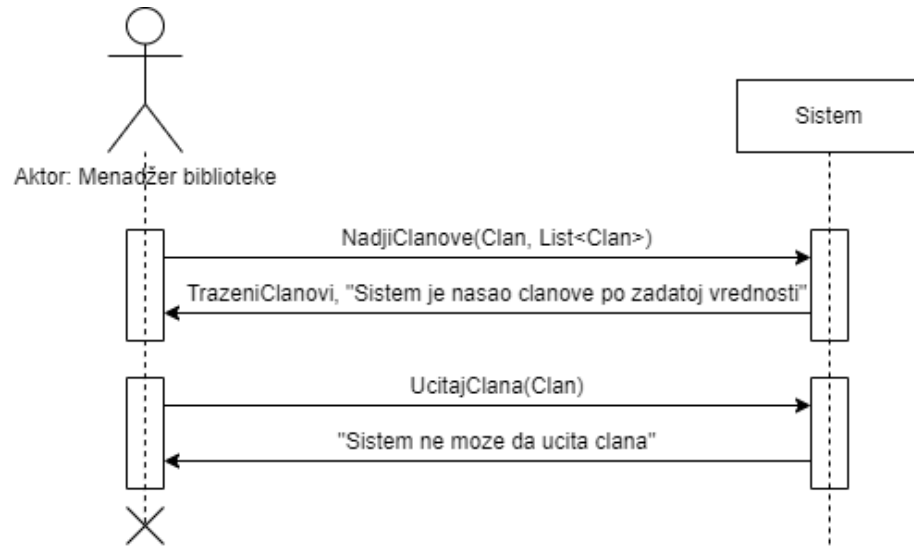 Sistem
Aktor: Menadžer biblioteke
NadjiClanove(Clan, List<Clan>)
TrazeniClanovi, "Sistem je nasao clanove po zadatoj vrednosti"
UcitajClana(Clan)
"Sistem ne moze da ucita clana"